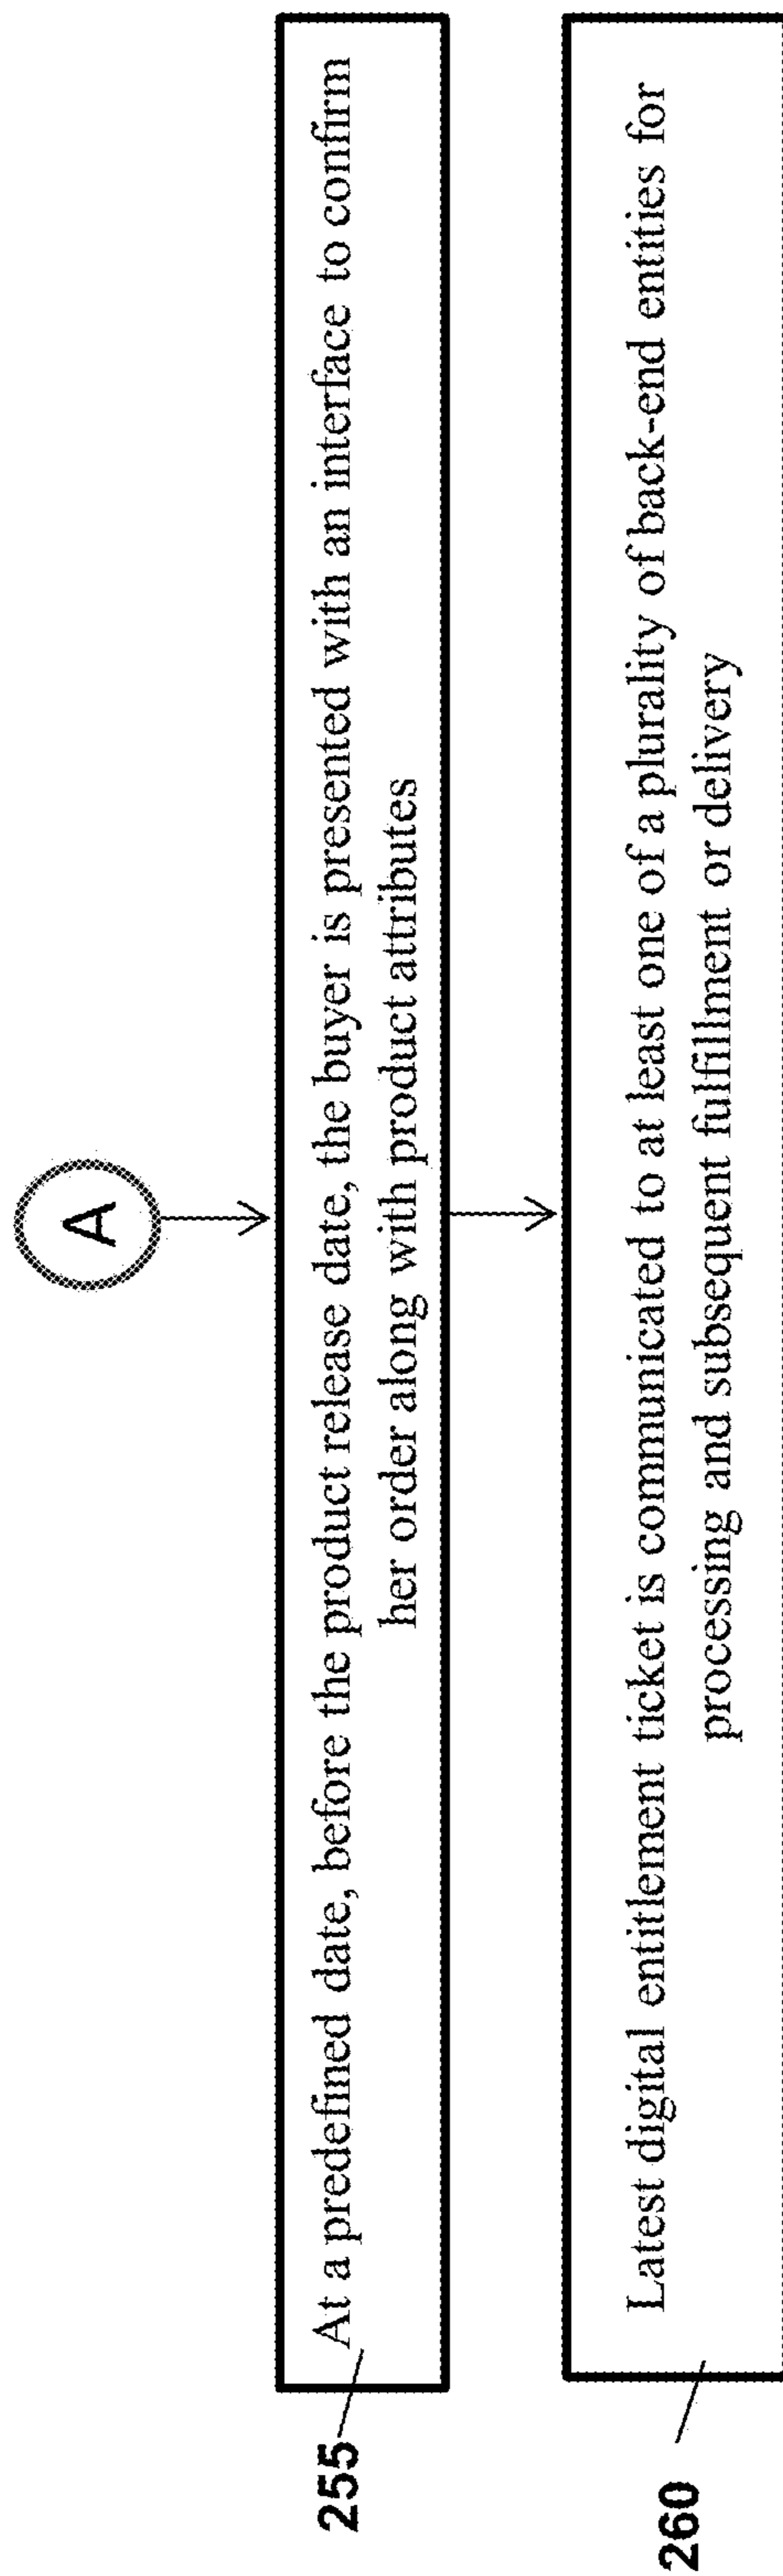 A
At a predefined date, before the product release date, the buyer is presented with an interface to confirm
her order along with product attributes
255
Latest digital entitlement ticket is communicated to at least one of a plurality of back-end entities for
processing and subsequent fulfillment or delivery
260